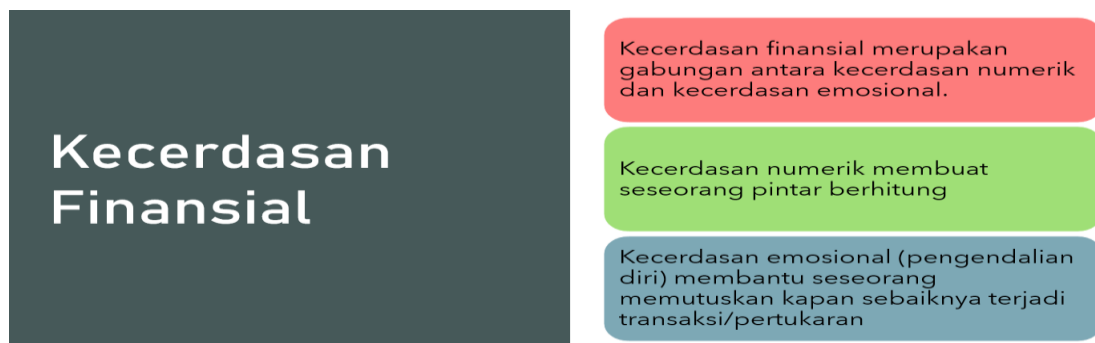 Kecerdasan
Finansial
Kecerdasan finansial merupakan
gabungan antara kecerdasan numerik
dan kecerdasan emosional.
Kecerdasan numerik membuat
seseorang pintar berhitung
Kecerdasan emosional (pengendalian
diri) membantu seseorang
memutuskan kapan sebaiknya terjadi
transaksi/pertukaran